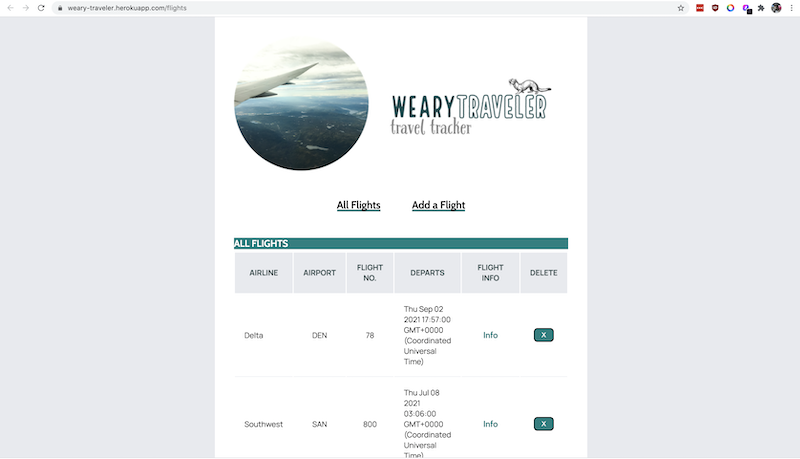 weary-traveler.herokuapp.com/flights
WEARYTRAVELER
travel tracker
All Flights Add a Flight
ALL FLIGHTS
AIRLINE AIRPORT FLIGHT NO. DEPARTS FLIGHT INFO DELETE
Delta DEN 78 Thu Sep 02
2021 17:57:00
GMT+0000
(Coordinated
Universal
Time) Info X
Southwest SAN 800 Thu Jul 08
2021
03:06:00
GMT+0000
(Coordinated
Universal
Time) Info X